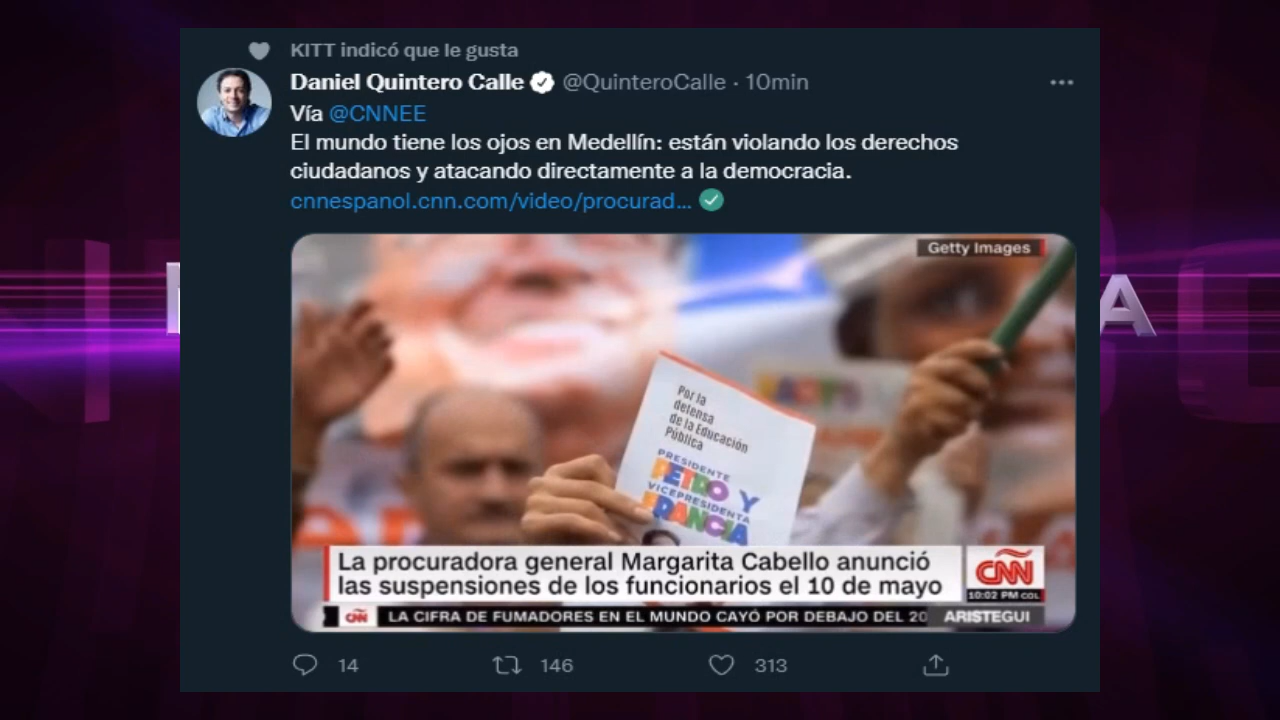 KITT indicó que le gusta
Daniel Quintero Calle @QuinteroCalle · 10min
Vía @CNNEE
El mundo tiene los ojos en Medellín: están violando los derechos
ciudadanos y atacando directamente a la democracia.
cnnespanol.cnn.com/video/procurad...
Getty Images
Por la
defensa
de la Educación
Pública
PRESIDENTE
PETRO Y
VICEPRESIDENTA
FRANCIA
La procuradora general Margarita Cabello anunció
las suspensiones de los funcionarios el 10 de mayo
CNN
10:02 PM COL
CNN LA CIFRA DE FUMADORES EN EL MUNDO CAYÓ POR DEBAJO DEL 20 ARISTEGUI
14 146 313